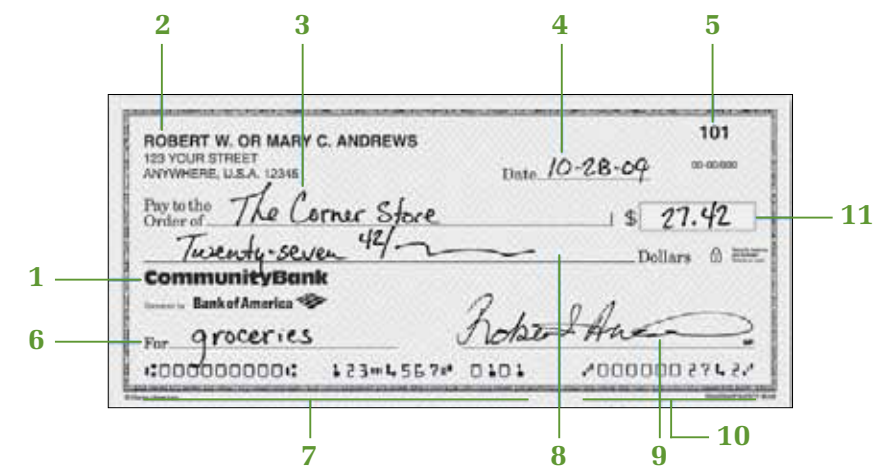 2 3 4 5
101
ROBERT W. OR MARY C. ANDREWS
123 YOUR STREET
ANYWHERE, U.S.A. 12345
Date 10-28-09
00-00/000
Pay to the
Order of The Corner Store $ 27.42 11
Twenty-seven 42/ Dollars
1 CommunityBank
Bank of America
6 For groceries Robert
⑆000000000⑆ 123⑉4567⑈ 0101 ⑇0000002742⑇
7 8 9 10